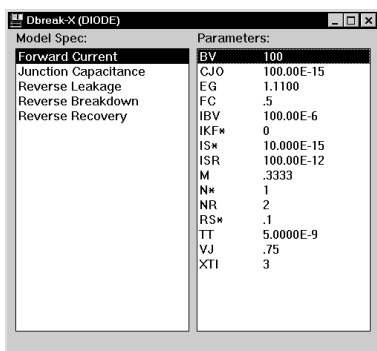 Dbreak-X (DIODE)
Model Spec:
Forward Current
Junction Capacitance
Reverse Leakage
Reverse Breakdown
Reverse Recovery
Parameters:
BV 100
CJO 100.00E-15
EG 1.1100
FC .5
IBV 100.00E-6
IKF* 0
IS* 10.000E-15
ISR 100.00E-12
M .3333
N* 1
NR 2
RS* .1
TT 5.0000E-9
VJ .75
XTI 3